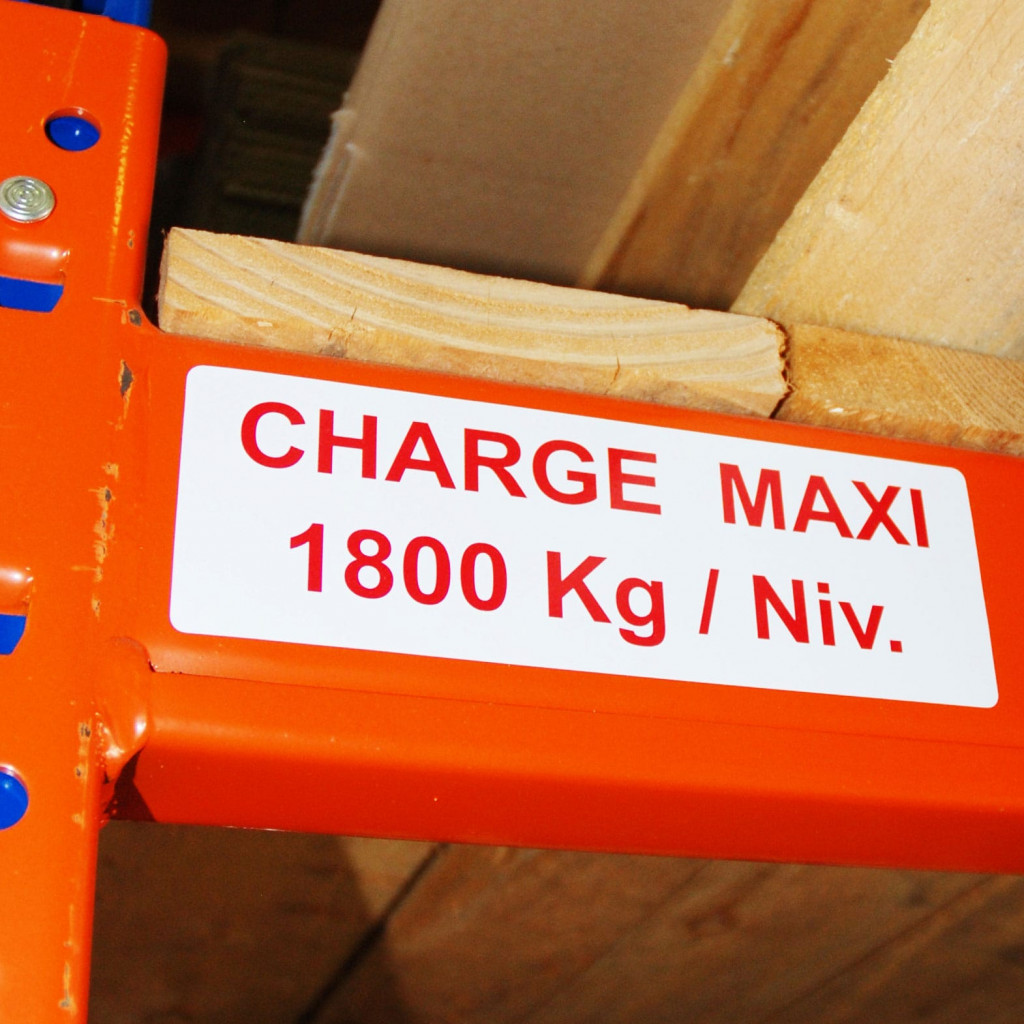 CHARGE MAXI
1800 Kg / Niv.